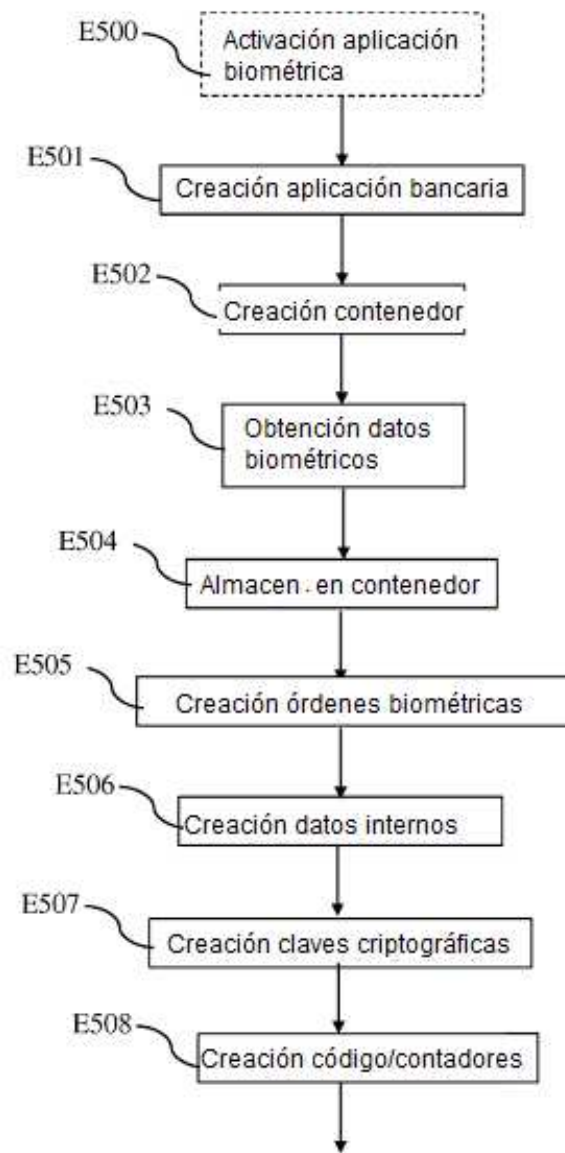 E500
Activación aplicación
biométrica
E501
Creación aplicación bancaria
E502
Creación contenedor
E503
Obtención datos
biométricos
E504
Almacen. en contenedor
E505
Creación órdenes biométricas
E506
Creación datos internos
E507
Creación claves criptográficas
E508
Creación código/contadores